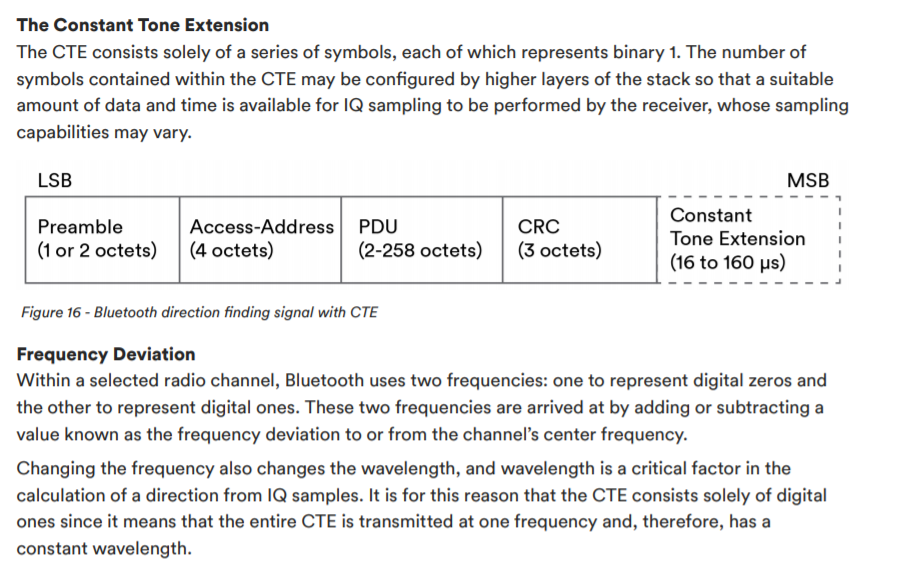 The Constant Tone Extension
The CTE consists solely of a series of symbols, each of which represents binary 1. The number of
symbols contained within the CTE may be configured by higher layers of the stack so that a suitable
amount of data and time is available for IQ sampling to be performed by the receiver, whose sampling
capabilities may vary.
LSB
MSB
Preamble
(1 or 2 octets)
Access-Address
(4 octets)
PDU
(2-258 octets)
CRC
(3 octets)
Constant
Tone Extension
(16 to 160 µs)
Figure 16 - Bluetooth direction finding signal with CTE
Frequency Deviation
Within a selected radio channel, Bluetooth uses two frequencies: one to represent digital zeros and
the other to represent digital ones. These two frequencies are arrived at by adding or subtracting a
value known as the frequency deviation to or from the channel's center frequency.
Changing the frequency also changes the wavelength, and wavelength is a critical factor in the
calculation of a direction from IQ samples. It is for this reason that the CTE consists solely of digital
ones since it means that the entire CTE is transmitted at one frequency and, therefore, has a
constant wavelength.